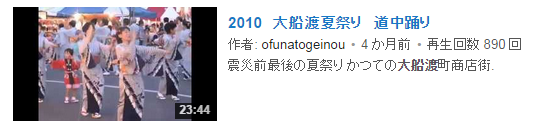 2010 大船渡夏祭り 道中踊り
作者: ofunatogeinou • 4 か月前 • 再生回数 890 回
震災前最後の夏祭り かつての大船渡町商店街.
23:44